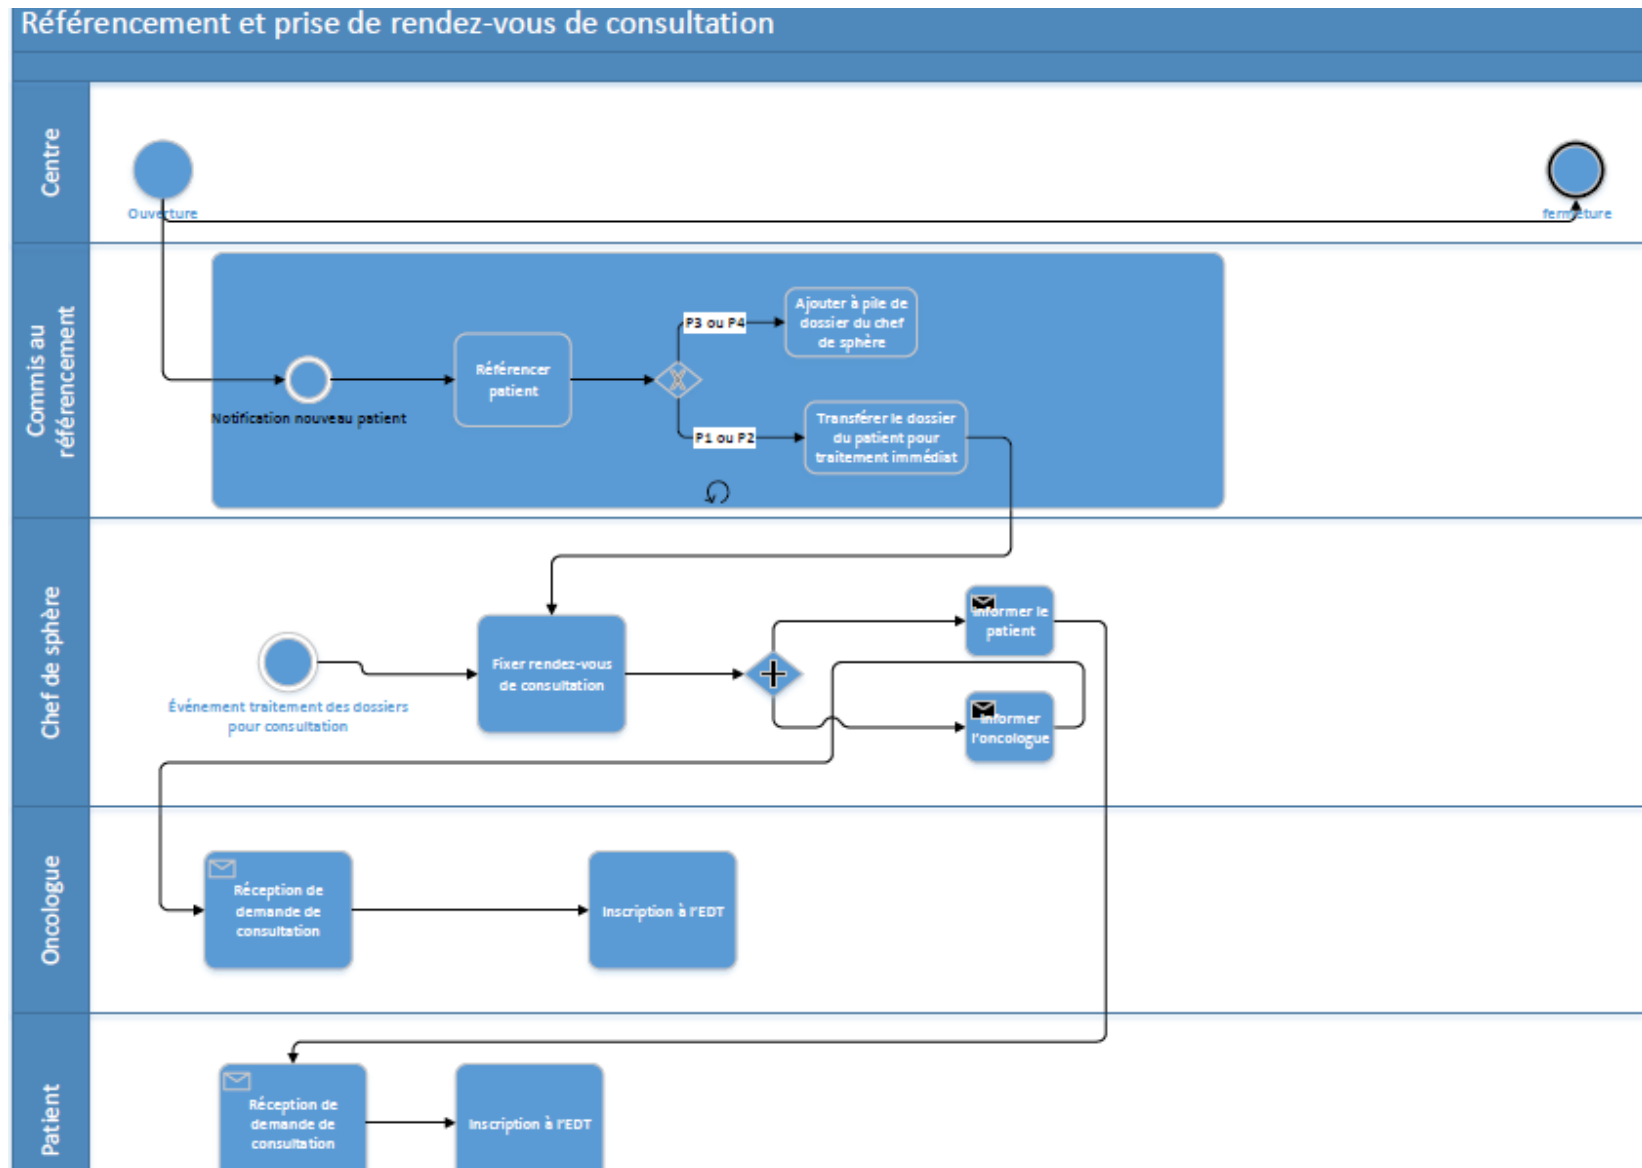 Référencement et prise de rendez-vous de consultation
Centre
Ouverture
fermeture
Commis au
référencement
Notification nouveau patient
Référencer
patient
P3 ou P4
Ajouter à pile de
dossier du chef
de sphère
P1 ou P2
Transférer le dossier
du patient pour
traitement immédiat
Chef de sphère
Événement traitement des dossiers
pour consultation
Fixer rendez-vous
de consultation
Informer le
patient
Informer
l'oncologue
Oncologue
Réception de
demande de
consultation
Inscription à l'EDT
Patient
Réception de
demande de
consultation
Inscription à l'EDT